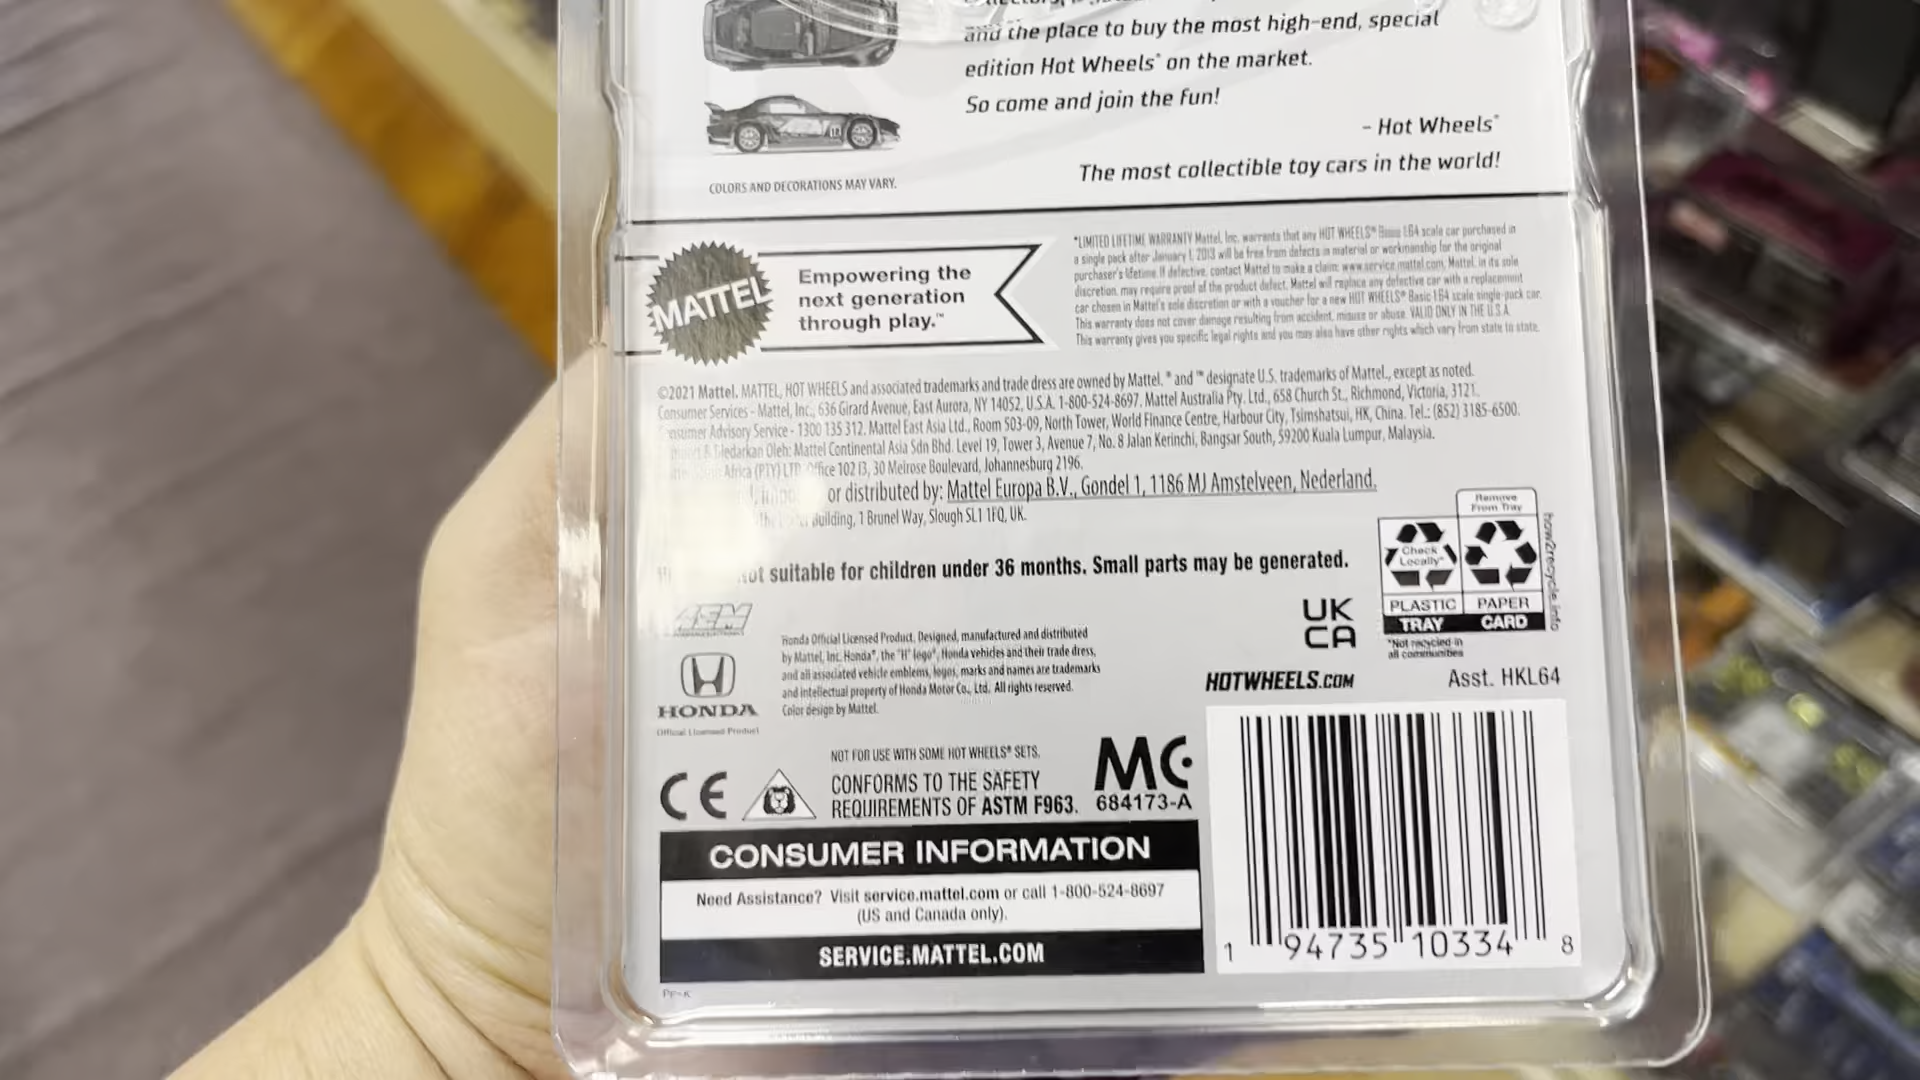 and the place to buy the most high-end, special
edition Hot Wheels® on the market.
So come and join the fun!
- Hot Wheels®
The most collectible toy cars in the world!
COLORS AND DECORATIONS MAY VARY.
MATTEL
Empowering the
next generation
through play.™
*LIMITED LIFETIME WARRANTY Mattel, Inc. warrants that any HOT WHEELS® Basic 1:64 scale car purchased in
a single pack after January 1, 2013 will be free from defects in material or workmanship for the original
purchaser's lifetime. If defective, contact Mattel to make a claim: www.service.mattel.com. Mattel, in its sole
discretion, may require proof of the product defect. Mattel will replace any defective car with a replacement
car chosen in Mattel's sole discretion or with a voucher for a new HOT WHEELS® Basic 1:64 scale single-pack car.
This warranty does not cover damage resulting from accident, misuse or abuse. VALID ONLY IN THE U.S.A.
This warranty gives you specific legal rights and you may also have other rights which vary from state to state.
©2021 Mattel. MATTEL, HOT WHEELS and associated trademarks and trade dress are owned by Mattel. ® and ™ designate U.S. trademarks of Mattel., except as noted.
Consumer Services - Mattel, Inc., 636 Girard Avenue, East Aurora, NY 14052, U.S.A. 1-800-524-8697. Mattel Australia Pty. Ltd., 658 Church St., Richmond, Victoria, 3121.
Advisory Service - 1300 135 312. Mattel East Asia Ltd., Room 503-09, North Tower, World Finance Centre, Harbour City, Tsimshatsui, HK, China. Tel.: (852) 3185-6500.
& Diedarkan Oleh: Mattel Continental Asia Sdn Bhd. Level 19, Tower 3, Avenue 7, No. 8 Jalan Kerinchi, Bangsar South, 59200 Kuala Lumpur, Malaysia.
Africa (PTY) LTD, Office 102 I3, 30 Melrose Boulevard, Johannesburg 2196.
or distributed by: Mattel Europa B.V., Gondel 1, 1186 MJ Amstelveen, Nederland.
Building, 1 Brunel Way, Slough SL1 1FQ, UK.
not suitable for children under 36 months. Small parts may be generated.
Remove
From Tray
Check
Locally*
PLASTIC
PAPER
TRAY
CARD
*Not recycled in
all communities
how2recycle.info
AEM
HONDA
Official Licensed Product
Honda Official Licensed Product. Designed, manufactured and distributed
by Mattel, Inc. Honda®, the "H" logo®, Honda vehicles and their trade dress,
and all associated vehicle emblems, logos, marks and names are trademarks
and intellectual property of Honda Motor Co., Ltd. All rights reserved.
Color design by Mattel.
UK
CA
HOTWHEELS.COM
Asst. HKL64
NOT FOR USE WITH SOME HOT WHEELS® SETS.
CE
CONFORMS TO THE SAFETY
REQUIREMENTS OF ASTM F963.
MC
684173-A
CONSUMER INFORMATION
Need Assistance? Visit service.mattel.com or call 1-800-524-8697
(US and Canada only).
SERVICE.MATTEL.COM
1 94735 10334 8
PF-K